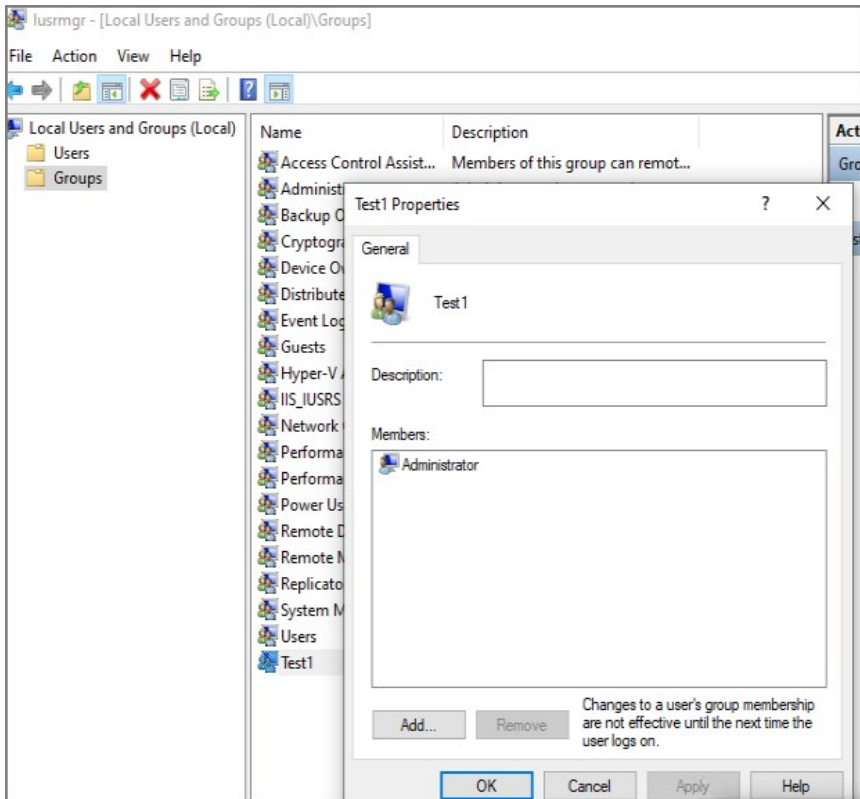 lusrmgr - [Local Users and Groups (Local)\Groups]
File Action View Help
Local Users and Groups (Local)
Users
Groups
Name Description
Access Control Assist... Members of this group can remot...
Administ
Backup O
Cryptogra
Device Ow
Distribute
Event Log
Guests
Hyper-V A
IIS_IUSRS
Network
Performa
Performa
Power Us
Remote D
Remote M
Replicato
System M
Users
Test1
Act
Gro
Test1 Properties ? X
General
Test1
Description:
Members:
Administrator
Add... Remove
Changes to a user's group membership
are not effective until the next time the
user logs on.
OK Cancel Apply Help